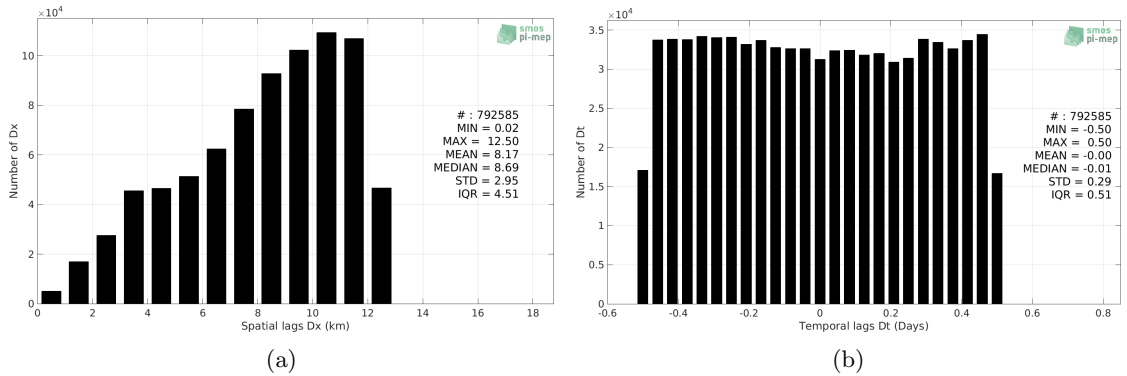 ×10⁴
10
8
6
4
2
0
Number of Dx
0 2 4 6 8 10 12 14 16 18
Spatial lags Dx (km)
smos
pi-mep
# : 792585
MIN = 0.02
MAX = 12.50
MEAN = 8.17
MEDIAN = 8.69
STD = 2.95
IQR = 4.51
(a)
×10⁴
3.5
3
2.5
2
1.5
1
0.5
0
Number of Dt
-0.6 -0.4 -0.2 0 0.2 0.4 0.6 0.8
Temporal lags Dt (Days)
smos
pi-mep
# : 792585
MIN = -0.50
MAX = 0.50
MEAN = -0.00
MEDIAN = -0.01
STD = 0.29
IQR = 0.51
(b)